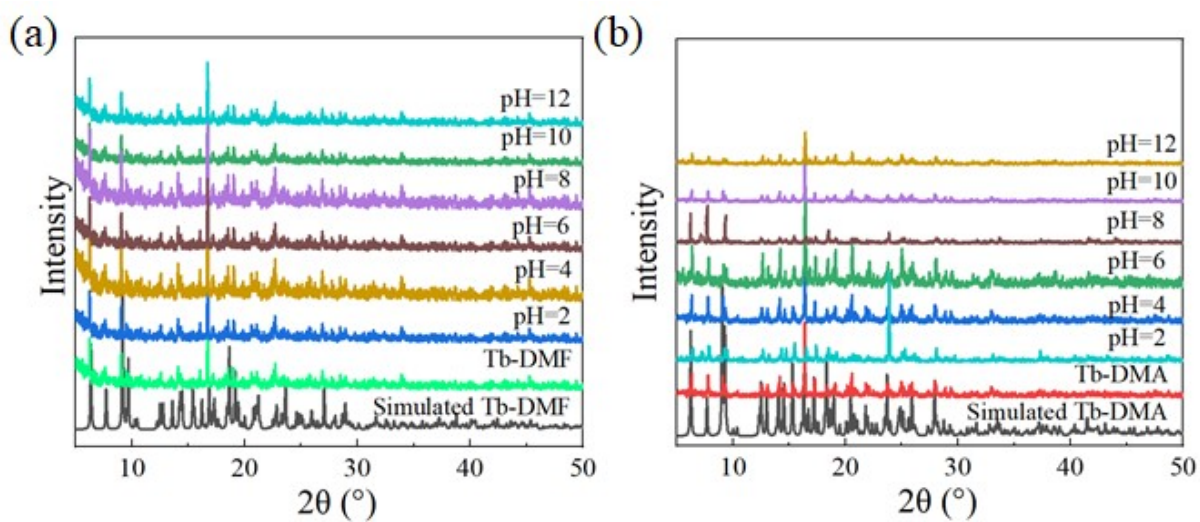 (a)
Intensity
pH=12
pH=10
pH=8
pH=6
pH=4
pH=2
Tb-DMF
Simulated Tb-DMF
10 20 30 40 50
2θ (°)
(b)
Intensity
pH=12
pH=10
pH=8
pH=6
pH=4
pH=2
Tb-DMA
Simulated Tb-DMA
10 20 30 40 50
2θ (°)